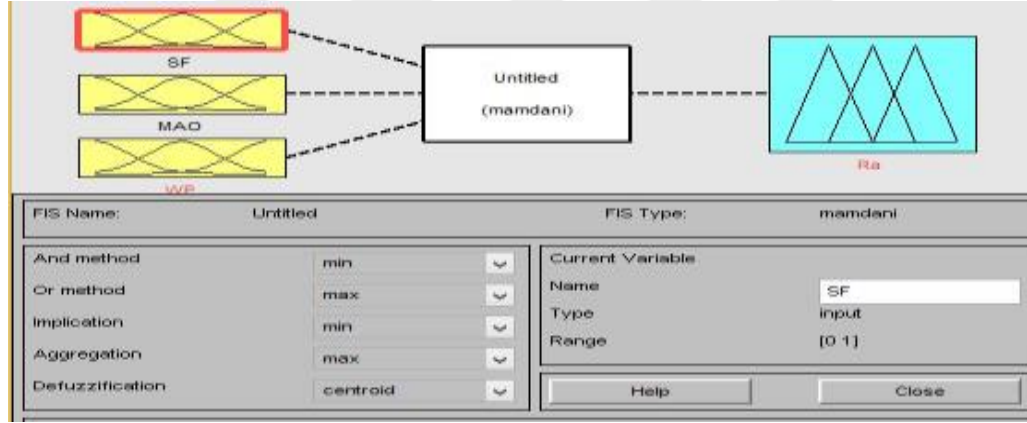 SF
MAO
WP
Untitled
(mamdani)
Ra
FIS Name: Untitled FIS Type: mamdani
And method min
Or method max
Implication min
Aggregation max
Defuzzification centroid
Current Variable
Name SF
Type input
Range [0 1]
Help Close